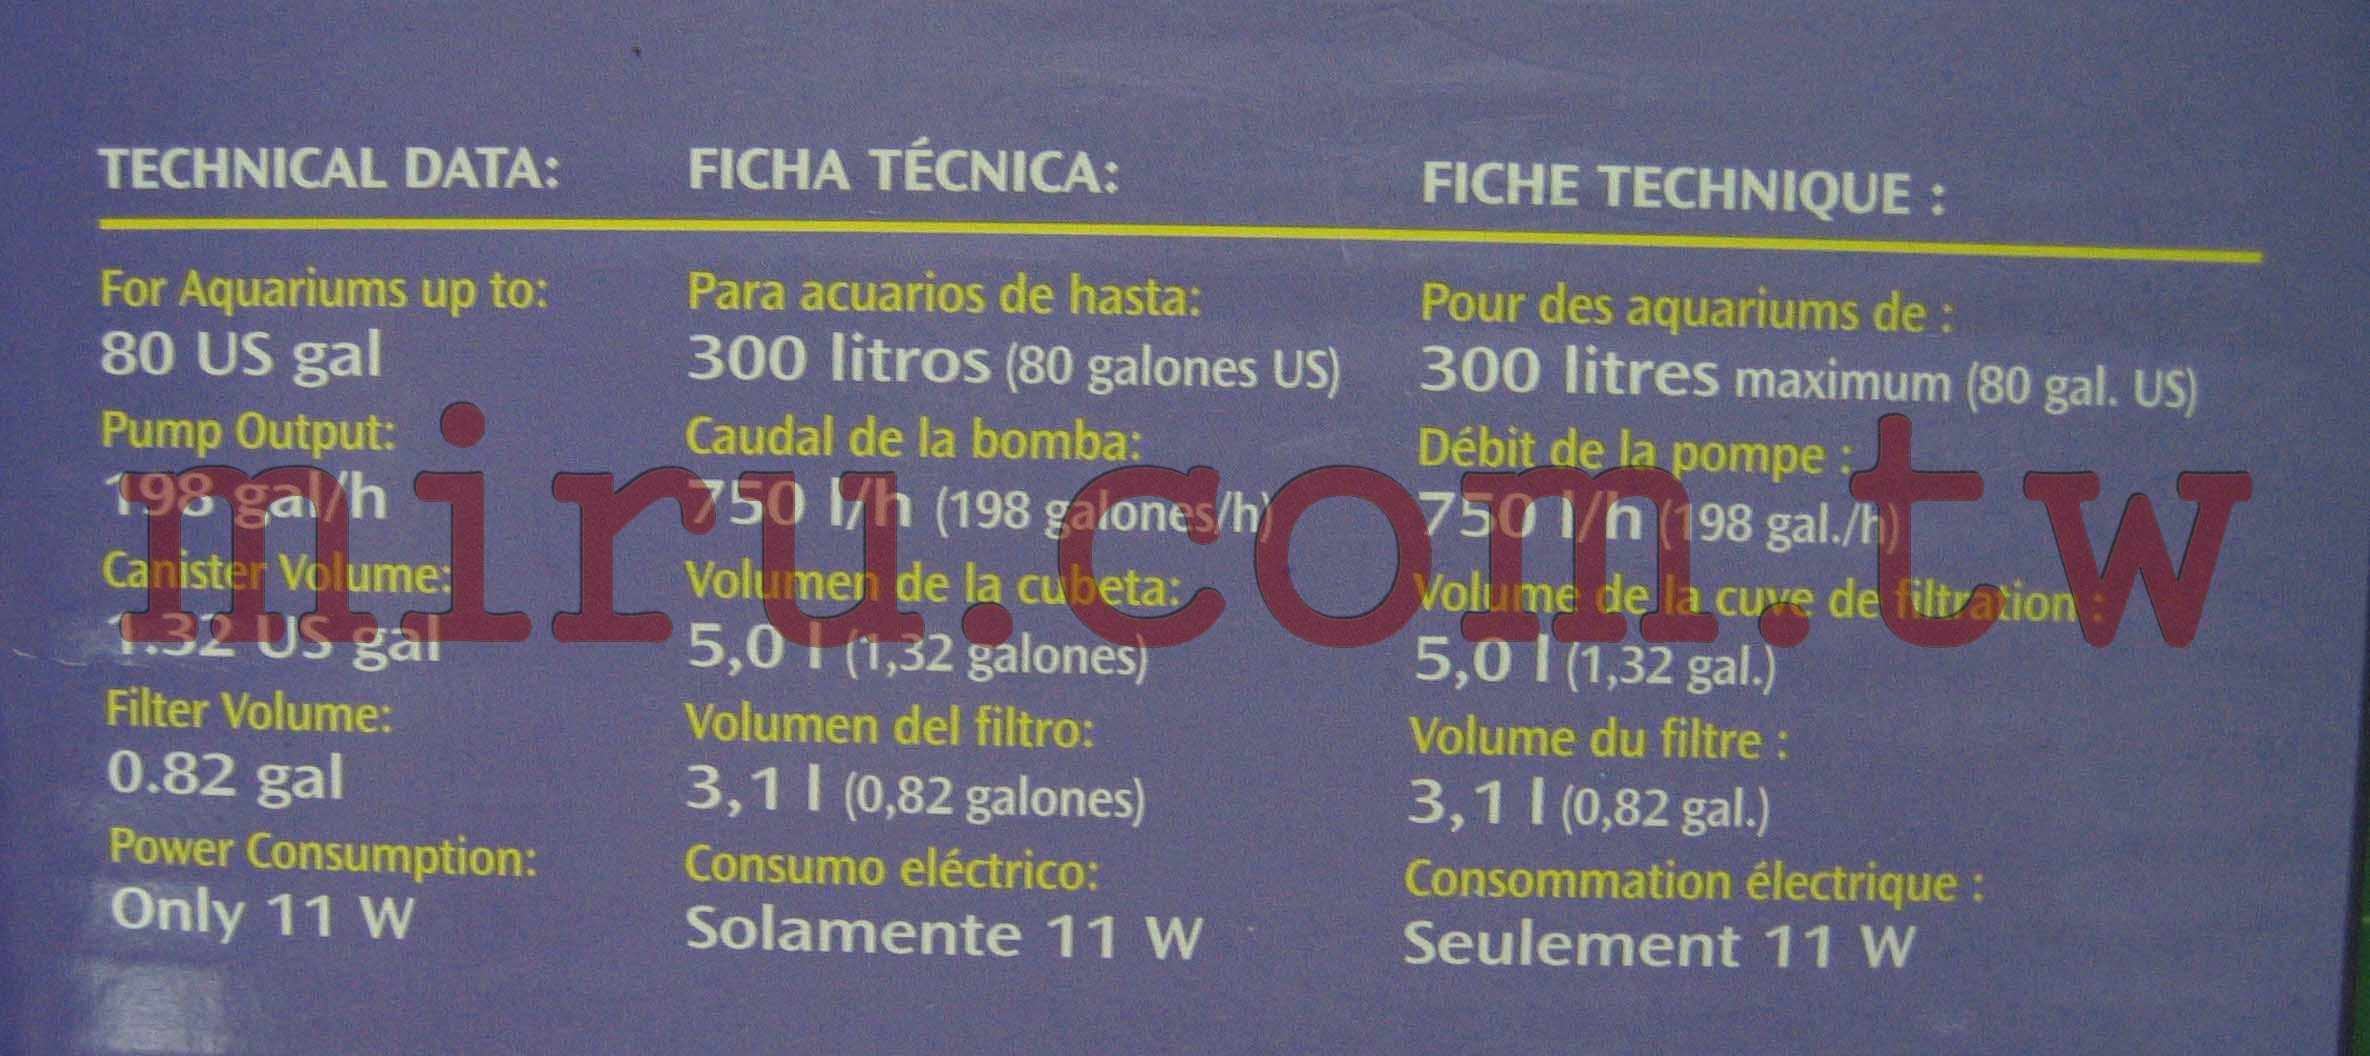 TECHNICAL DATA:
For Aquariums up to:
80 US gal
Pump Output:
198 gal/h
Canister Volume:
1.32 US gal
Filter Volume:
0.82 gal
Power Consumption:
Only 11 W
FICHA TÉCNICA:
Para acuarios de hasta:
300 litros (80 galones US)
Caudal de la bomba:
750 l/h (198 galones/h)
Volumen de la cubeta:
5,0 l (1,32 galones)
Volumen del filtro:
3,1 l (0,82 galones)
Consumo eléctrico:
Solamente 11 W
FICHE TECHNIQUE :
Pour des aquariums de :
300 litres maximum (80 gal. US)
Débit de la pompe :
750 l/h (198 gal./h)
Volume de la cuve de filtration :
5,0 l (1,32 gal.)
Volume du filtre :
3,1 l (0,82 gal.)
Consommation électrique :
Seulement 11 W
miru.com.tw